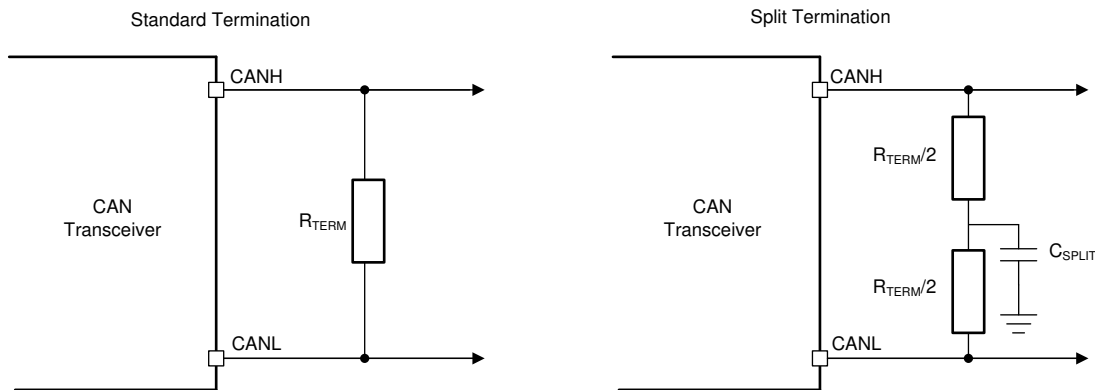 Standard Termination
CANH
CAN
Transceiver
RTERM
CANL
Split Termination
CANH
RTERM/2
CAN
Transceiver
CSPLIT
RTERM/2
CANL